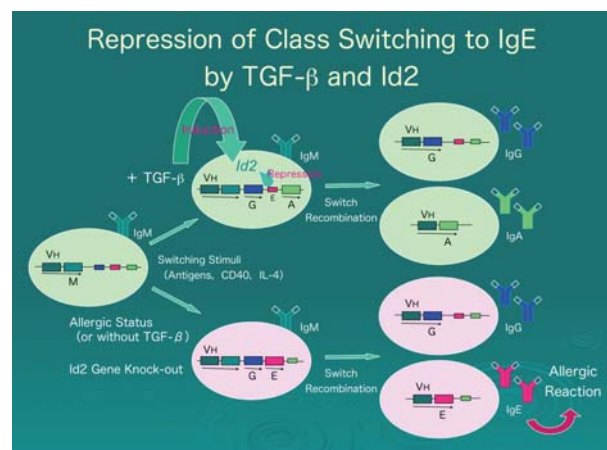 Repression of Class Switching to IgE
by TGF-β and Id2
Induction
+ TGF-β
Id2
Repression
VH
G
E
A
IgM
Switch
Recombination
VH
G
IgG
VH
A
IgA
IgM
VH
M
Switching Stimuli
(Antigens, CD40, IL-4)
Allergic Status
(or without TGF-β)
Id2 Gene Knock-out
IgM
VH
G
E
Switch
Recombination
VH
G
IgG
VH
E
IgE
Allergic
Reaction